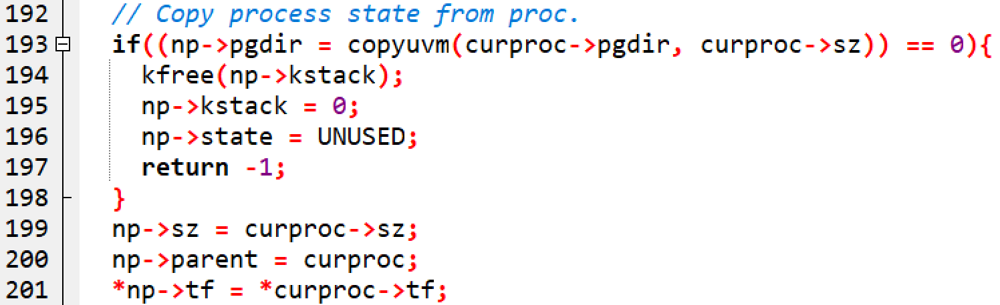 192 // Copy process state from proc.
193 if((np->pgdir = copyuvm(curproc->pgdir, curproc->sz)) == 0){
194 kfree(np->kstack);
195 np->kstack = 0;
196 np->state = UNUSED;
197 return -1;
198 }
199 np->sz = curproc->sz;
200 np->parent = curproc;
201 *np->tf = *curproc->tf;